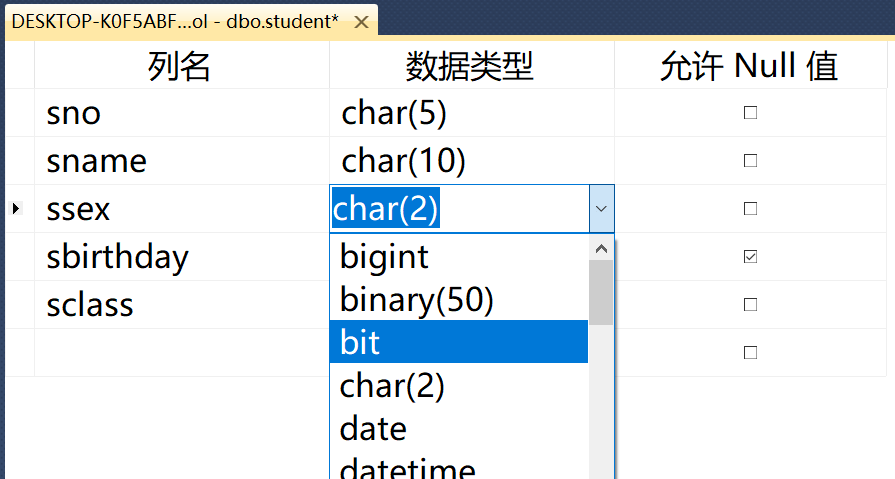 DESKTOP-K0F5ABF...ol - dbo.student*
列名 数据类型 允许 Null 值
sno char(5)
sname char(10)
ssex char(2)
sbirthday
sclass
bigint
binary(50)
bit
char(2)
date
datetime